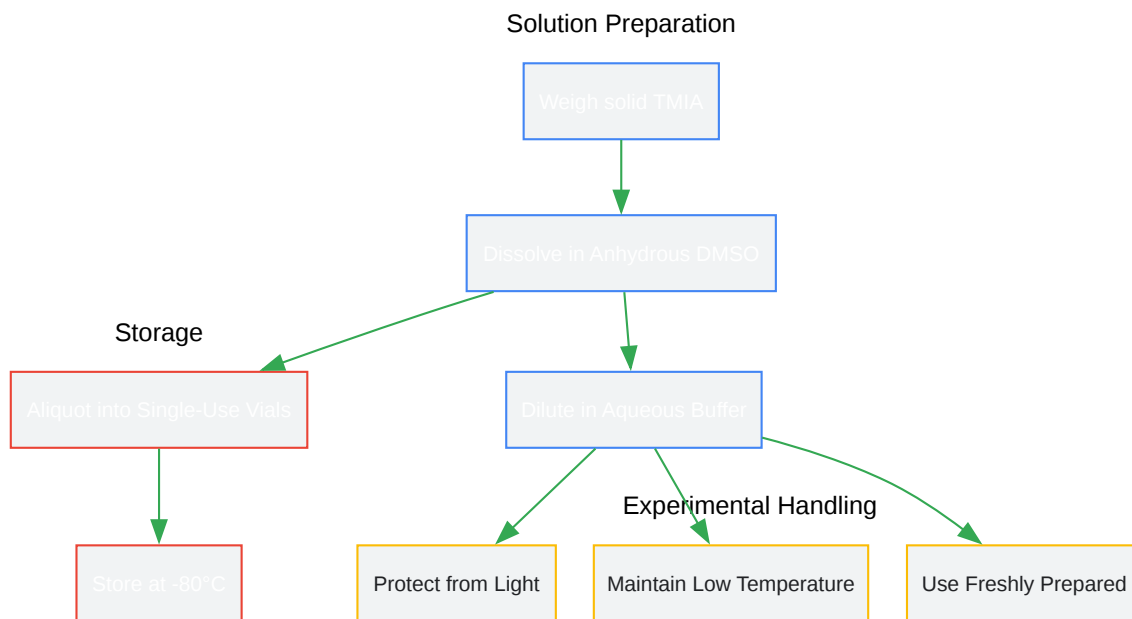 Solution Preparation
Weigh solid TMIA
Dissolve in Anhydrous DMSO
Storage
Aliquot into Single-Use Vials
Dilute in Aqueous Buffer
Experimental Handling
Store at -80°C
Protect from Light
Maintain Low Temperature
Use Freshly Prepared